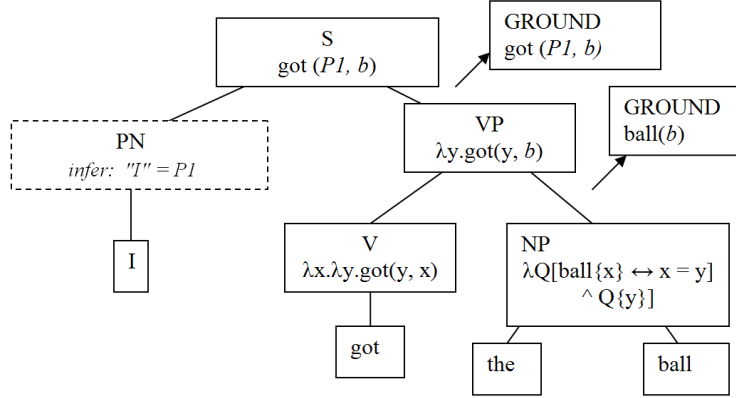 S
got (P1, b)
GROUND
got (P1, b)
PN
infer: "I" = P1
VP
λy.got(y, b)
GROUND
ball(b)
I
V
λx.λy.got(y, x)
NP
λQ[ball{x} ↔ x = y]
^ Q{y}]
got
the
ball